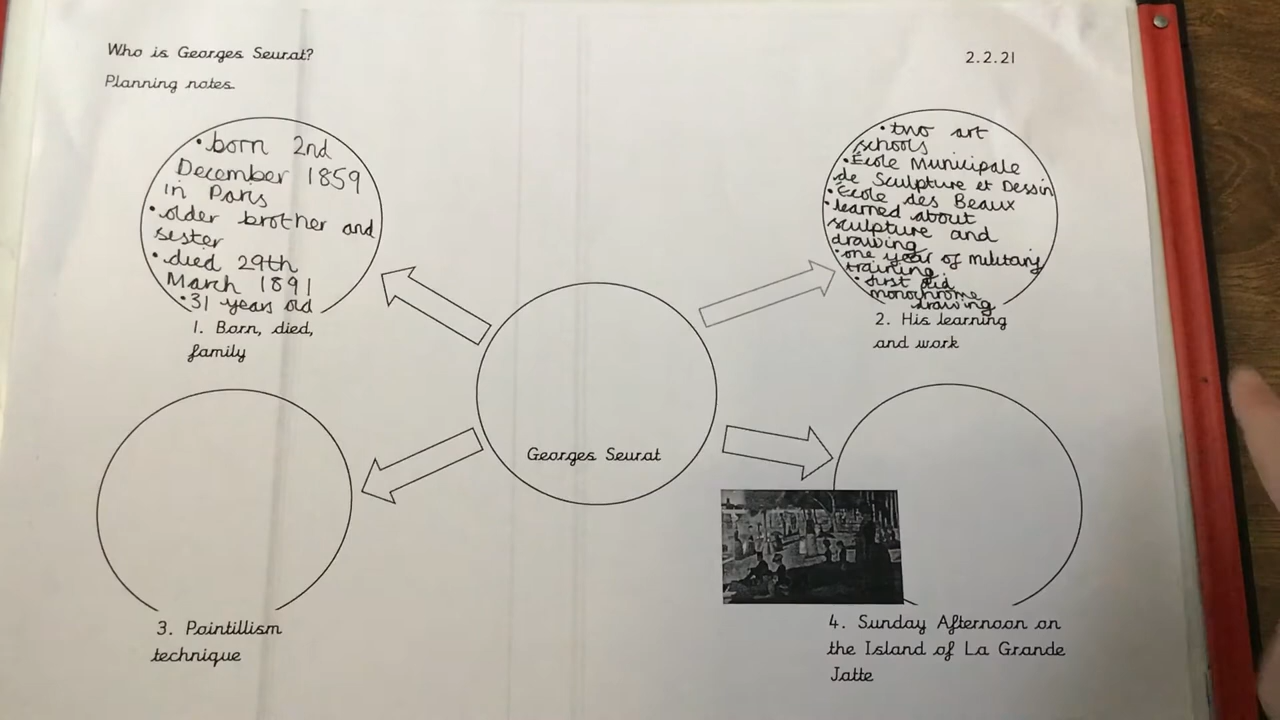 Who is Georges Seurat?
2.2.21
Planning notes
• born 2nd
December 1859
in Paris
• older brother and
sister
• died 29th
March 1891
• 31 years old
1. Born, died,
family
• two art
schools
• École Municipale
de Sculpture et Dessin
• École des Beaux
• learned about
sculpture and
drawing
• one year of military
training
• first did
monochrome
drawing
2. His learning
and work
Georges Seurat
3. Pointillism
technique
4. Sunday Afternoon on
the Island of La Grande
Jatte